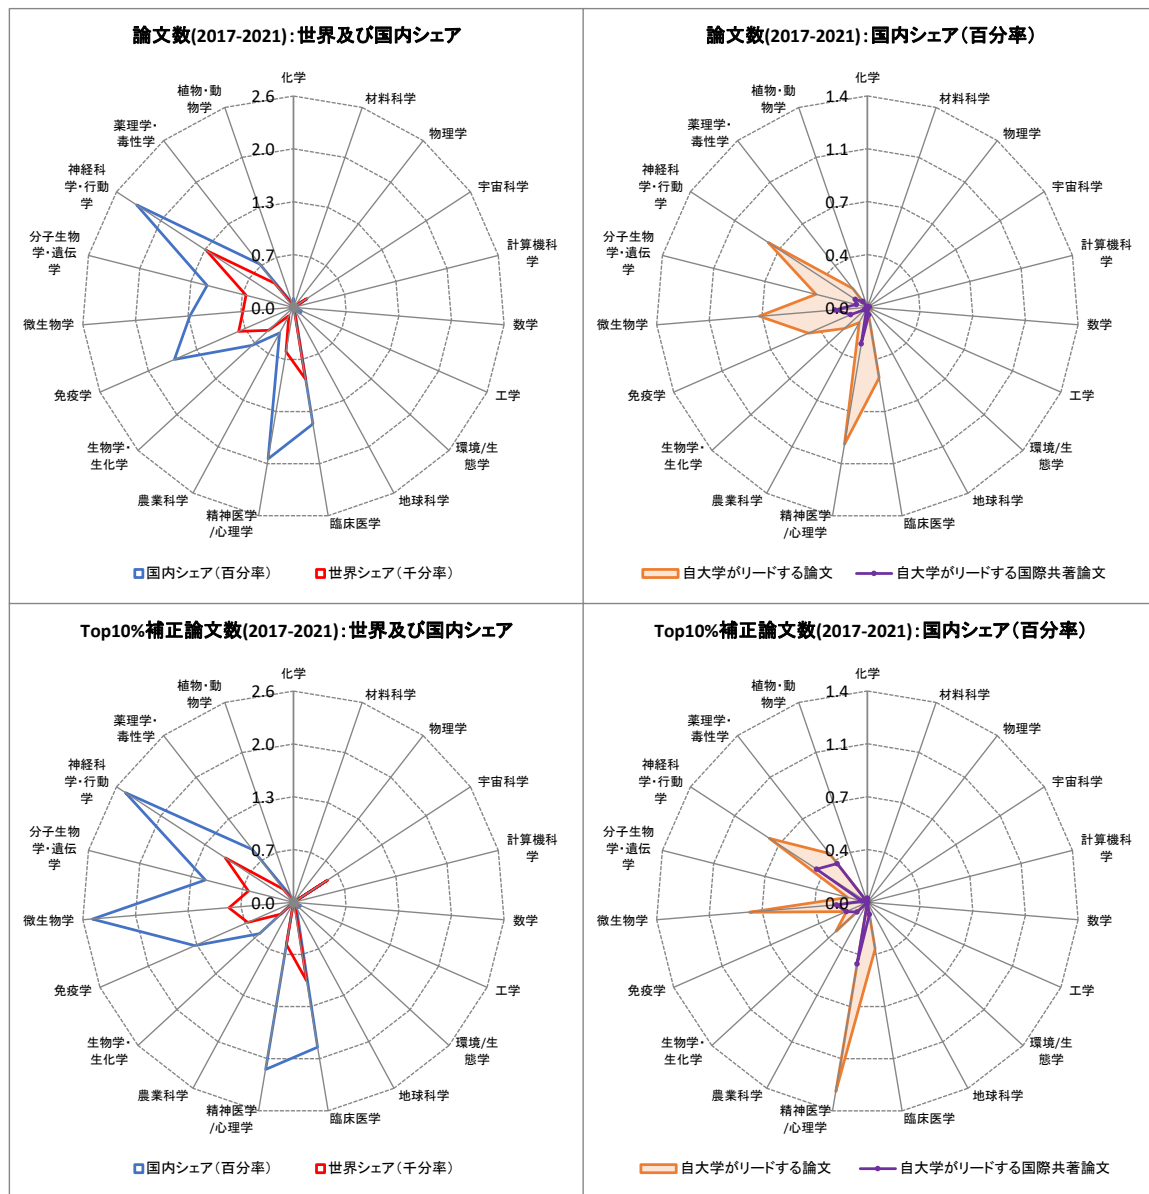 論文数(2017-2021)：世界及び国内シェア
化学
材料科学
物理学
宇宙科学
計算機科
学
数学
工学
環境/生
態学
地球科学
臨床医学
精神医学
/心理学
農業科学
生物学・
生化学
免疫学
微生物学
分子生物
学・遺伝
学
神経科
学・行動
学
薬理学・
毒性学
植物・動
物学
2.6
2.0
1.3
0.7
0.0
国内シェア（百分率）
世界シェア（千分率）
論文数(2017-2021)：国内シェア（百分率）
化学
材料科学
物理学
宇宙科学
計算機科
学
数学
工学
環境/生
態学
地球科学
臨床医学
精神医学
/心理学
農業科学
生物学・
生化学
免疫学
微生物学
分子生物
学・遺伝
学
神経科
学・行動
学
薬理学・
毒性学
植物・動
物学
1.4
1.1
0.7
0.4
0.0
自大学がリードする論文
自大学がリードする国際共著論文
Top10%補正論文数(2017-2021)：世界及び国内シェア
化学
材料科学
物理学
宇宙科学
計算機科
学
数学
工学
環境/生
態学
地球科学
臨床医学
精神医学
/心理学
農業科学
生物学・
生化学
免疫学
微生物学
分子生物
学・遺伝
学
神経科
学・行動
学
薬理学・
毒性学
植物・動
物学
2.6
2.0
1.3
0.7
0.0
国内シェア（百分率）
世界シェア（千分率）
Top10%補正論文数(2017-2021)：国内シェア（百分率）
化学
材料科学
物理学
宇宙科学
計算機科
学
数学
工学
環境/生
態学
地球科学
臨床医学
精神医学
/心理学
農業科学
生物学・
生化学
免疫学
微生物学
分子生物
学・遺伝
学
神経科
学・行動
学
薬理学・
毒性学
植物・動
物学
1.4
1.1
0.7
0.4
0.0
自大学がリードする論文
自大学がリードする国際共著論文